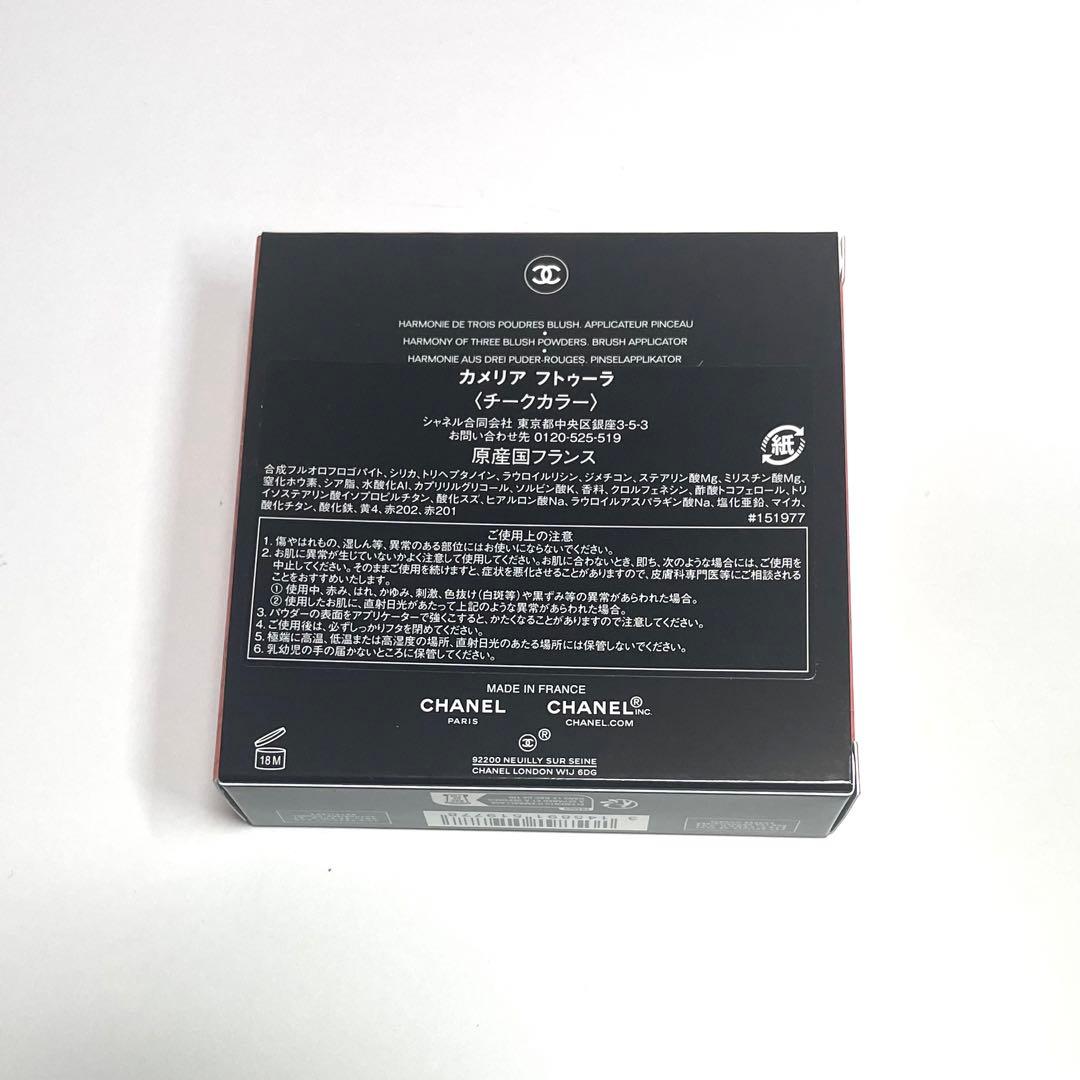 HARMONIE DE TROIS POUDRES BLUSH. APPLICATEUR PINCEAU
HARMONY OF THREE BLUSH POWDERS. BRUSH APPLICATOR
HARMONIE AUS DREI PUDER-ROUGES. PINSELAPPLIKATOR
カメリア フトゥーラ
〈チークカラー〉
シャネル合同会社 東京都中央区銀座3-5-3
お問い合わせ先 0120-525-519
原産国フランス
紙
合成フルオロフロゴパイト、シリカ、トリヘプタノイン、ラウロイルリシン、ジメチコン、ステアリン酸Mg、ミリスチン酸Mg、
窒化ホウ素、シア脂、水酸化Al、カプリリルグリコール、ソルビン酸K、香料、クロルフェネシン、酢酸トコフェロール、トリ
イソステアリン酸イソプロピルチタン、酸化スズ、ヒアルロン酸Na、ラウロイルアスパラギン酸Na、塩化亜鉛、マイカ、
酸化チタン、酸化鉄、黄4、赤202、赤201
#151977
ご使用上の注意
1. 傷やはれもの、湿しん等、異常のある部位にはお使いにならないでください。
2. お肌に異常が生じていないかよく注意して使用してください。お肌に合わないとき、即ち、次のような場合には、ご使用を
中止してください。そのままご使用を続けますと、症状を悪化させることがありますので、皮膚科専門医等にご相談される
ことをおすすめいたします。
① 使用中、赤み、はれ、かゆみ、刺激、色抜け(白斑等)や黒ずみ等の異常があらわれた場合。
② 使用したお肌に、直射日光があたって上記のような異常があらわれた場合。
3. パウダーの表面をアプリケーターで強くこすると、かたくなることがありますので注意してください。
4. ご使用後は、必ずしっかりフタを閉めてください。
5. 極端に高温、低温または高湿度の場所、直射日光のあたる場所には保管しないでください。
6. 乳幼児の手の届かないところに保管してください。
MADE IN FRANCE
CHANEL CHANEL® INC.
PARIS CHANEL.COM
®
18 M
92200 NEUILLY SUR SEINE
CHANEL LONDON W1J 6DG
3 145891 519778